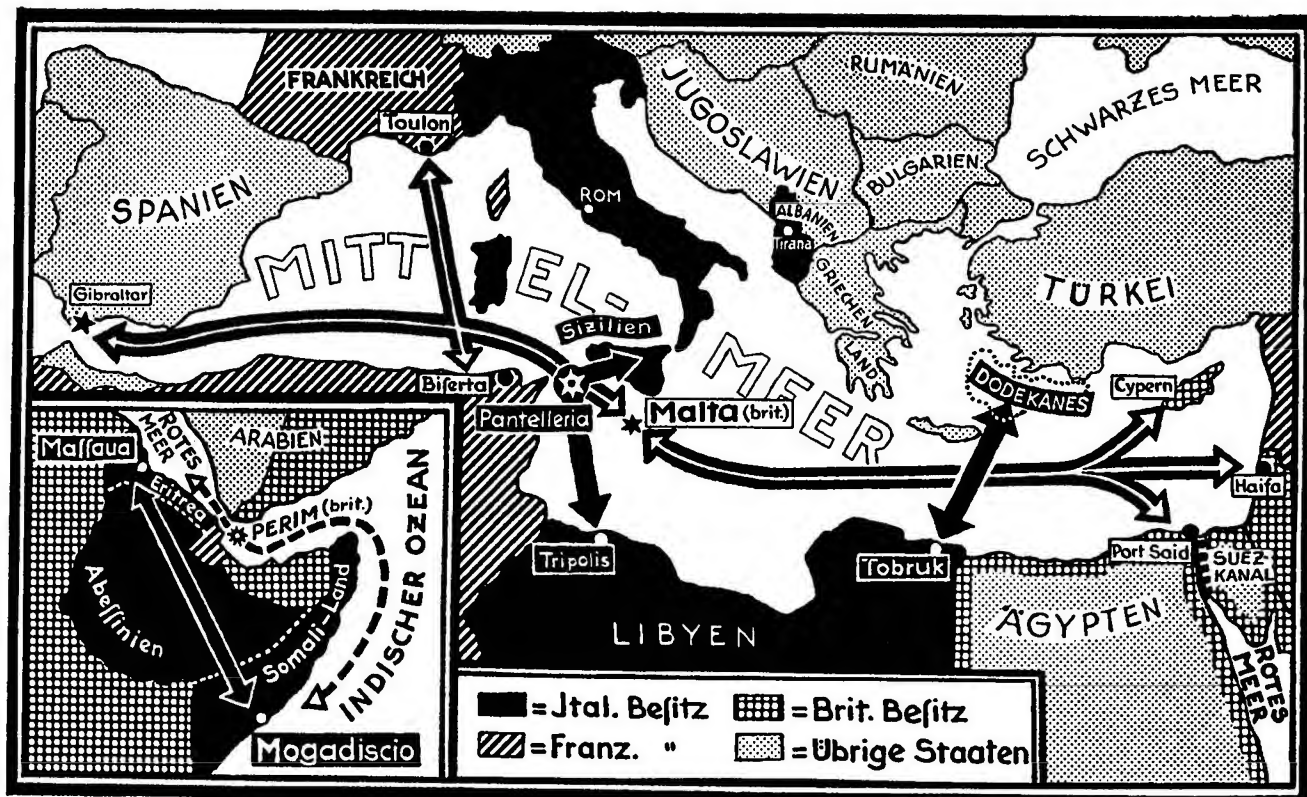 FRANKREICH
Toulon
SPANIEN
Gibraltar
MITTEL-
MEER
ROM
JUGOSLAWIEN
RUMÄNIEN
BULGARIEN
SCHWARZES MEER
ALBANIEN
Tirana
GRIECHEN
LAND
TÜRKEI
Sizilien
Biſerta
Pantelleria
Malta (brit.)
DODEKANES
Cypern
Haifa
Port Said
SUEZ
KANAL
Tripolis
Tobruk
LIBYEN
ÄGYPTEN
ROTES
MEER
Maſſaua
ROTES
MEER
ARABIEN
Eritrea
PERIM (brit.)
Abeſſinien
Somali-Land
INDISCHER OZEAN
Mogadiscio
= Jtal. Beſitz
= Brit. Beſitz
= Franz. "
= Übrige Staaten